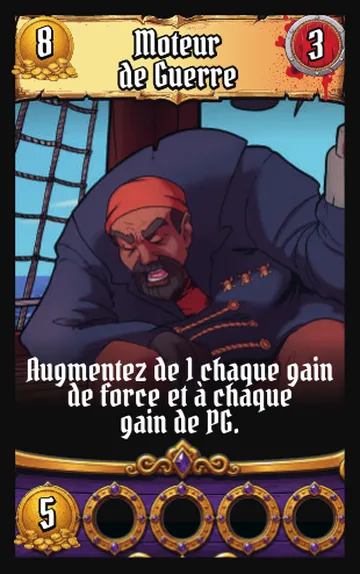 8
Moteur
de Guerre
3
Augmentez de 1 chaque gain
de force et à chaque
gain de PG.
5